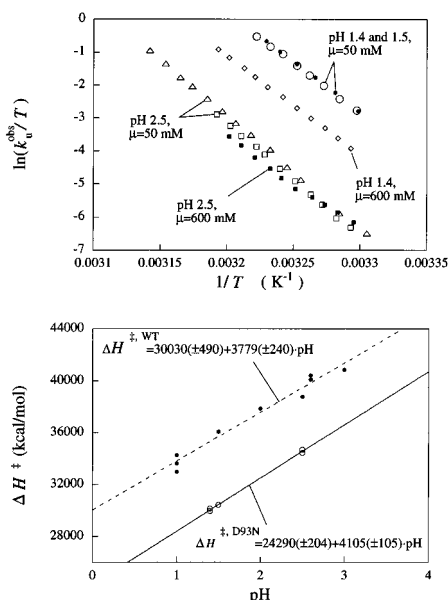 ln(k_u^obs/T)
0
-1
-2
-3
-4
-5
-6
-7
pH 1.4 and 1.5,
μ=50 mM
pH 2.5,
μ=50 mM
pH 2.5,
μ=600 mM
pH 1.4,
μ=600 mM
0.0031 0.00315 0.0032 0.00325 0.0033 0.00335
1/T (K⁻¹)
ΔH‡ (kcal/mol)
44000
40000
36000
32000
28000
ΔH‡, WT=30030(±490)+3779(±240)·pH
ΔH‡, D93N=24290(±204)+4105(±105)·pH
0 1 2 3 4
pH